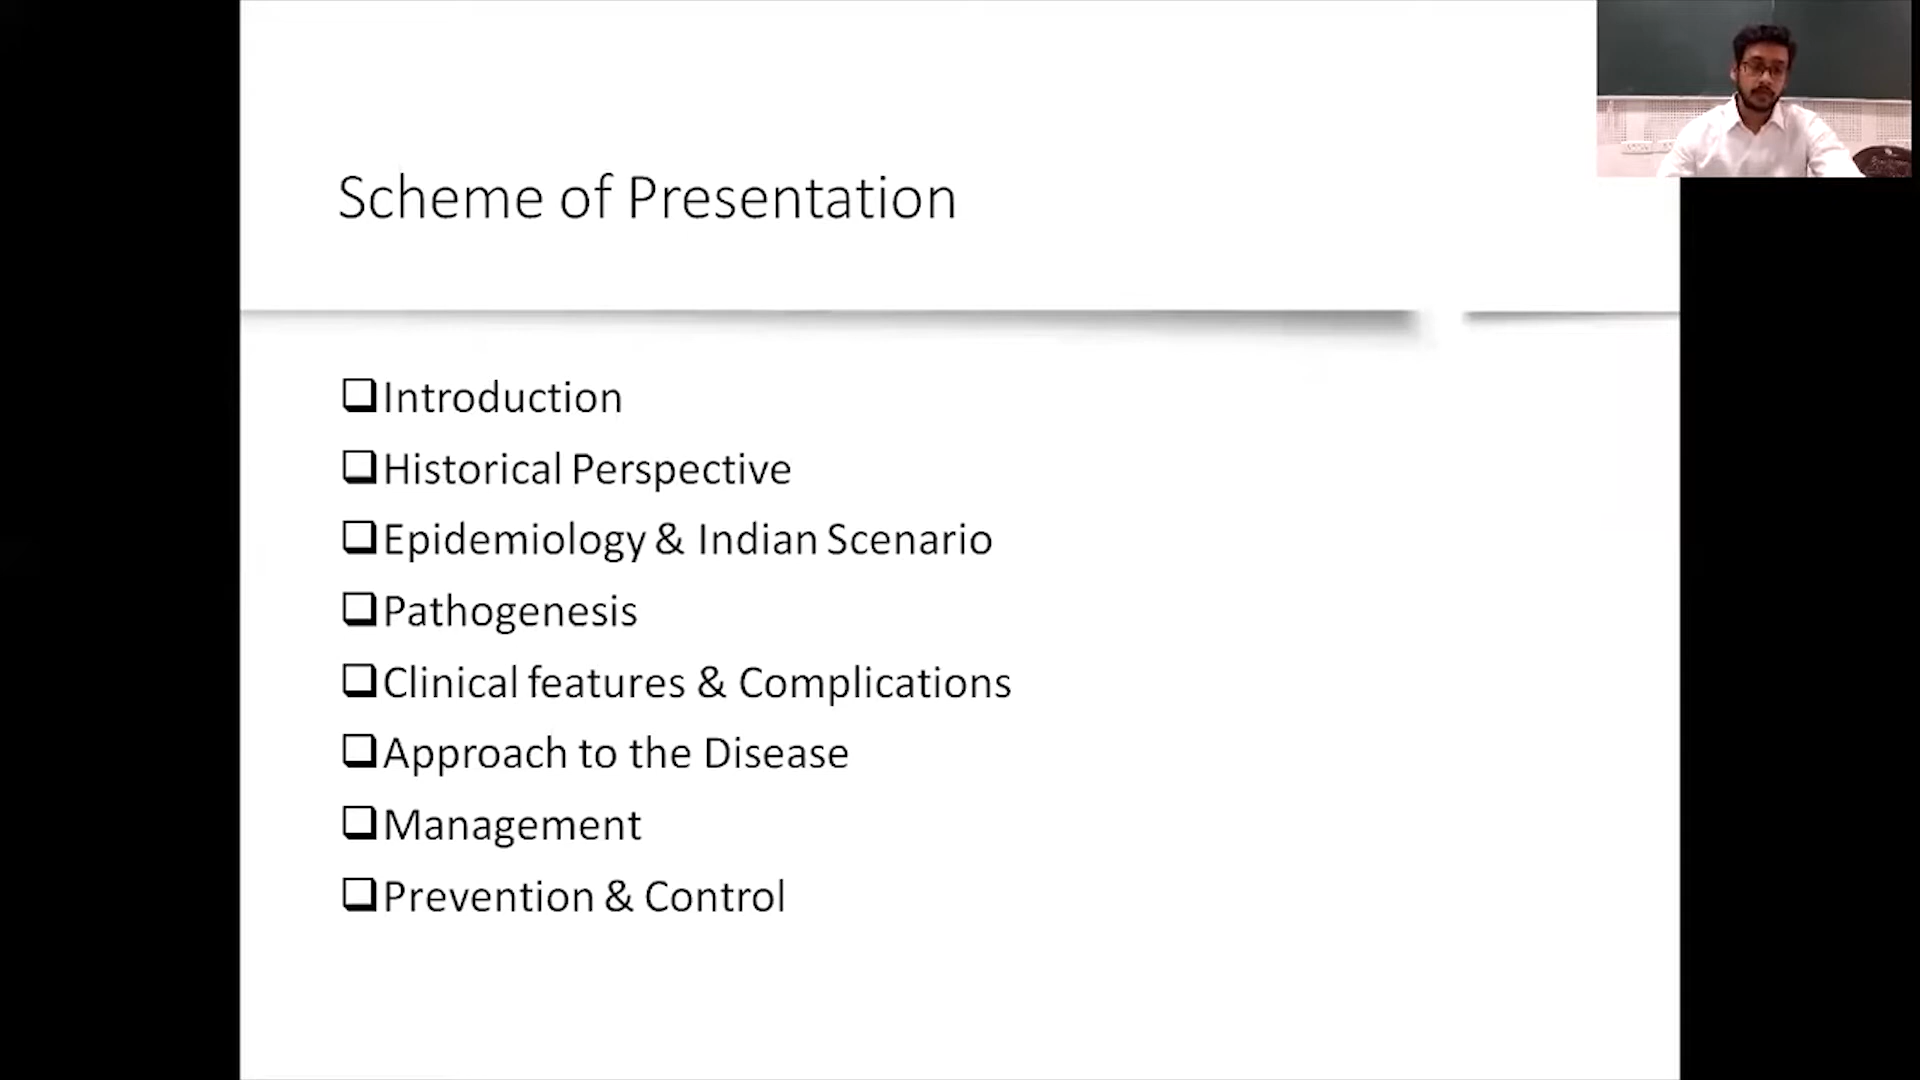 Scheme of Presentation
Introduction
Historical Perspective
Epidemiology & Indian Scenario
Pathogenesis
Clinical features & Complications
Approach to the Disease
Management
Prevention & Control